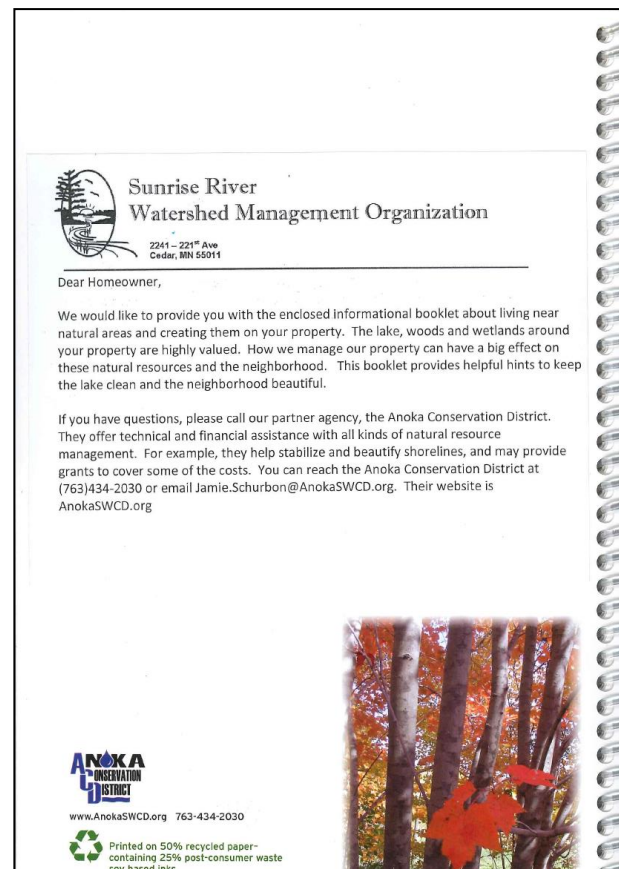 Sunrise River
Watershed Management Organization
2241 – 221st Ave
Cedar, MN 55011
Dear Homeowner,
We would like to provide you with the enclosed informational booklet about living near
natural areas and creating them on your property.  The lake, woods and wetlands around
your property are highly valued.  How we manage our property can have a big effect on
these natural resources and the neighborhood.  This booklet provides helpful hints to keep
the lake clean and the neighborhood beautiful.
If you have questions, please call our partner agency, the Anoka Conservation District.
They offer technical and financial assistance with all kinds of natural resource
management.  For example, they help stabilize and beautify shorelines, and may provide
grants to cover some of the costs.  You can reach the Anoka Conservation District at
(763)434-2030 or email Jamie.Schurbon@AnokaSWCD.org.  Their website is
AnokaSWCD.org
ANOKA
CONSERVATION
DISTRICT
www.AnokaSWCD.org   763-434-2030
Printed on 50% recycled paper-
containing 25% post-consumer waste
soy based inks